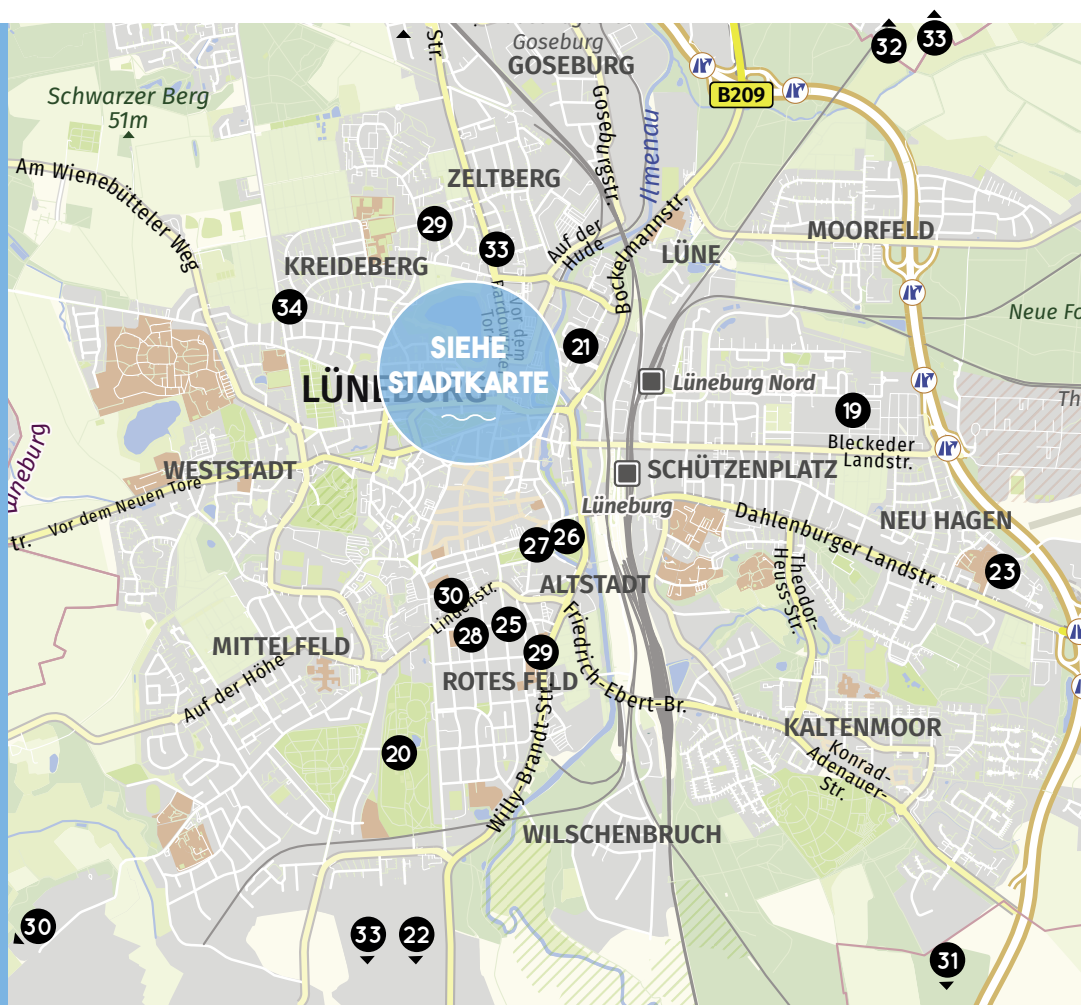 Goseburg
GOSEBURG
Str.
32
33
B209
Schwarzer Berg
51m
Goseburgstr.
Ilmenau
Am Wienebütteler Weg
ZELTBERG
29
33
Auf der
Hude
Bockelmannstr.
LÜNE
MOORFELD
KREIDEBERG
34
Vor dem
Bardowicker
Tor
21
Neue Fo
SIEHE
STADTKARTE
LÜNEBURG
Lüneburg Nord
Th
19
Bleckeder
Landstr.
üneburg
WESTSTADT
SCHÜTZENPLATZ
Lüneburg
Vor dem Neuen Tore
tr.
Dahlenburger Landstr.
NEU HAGEN
27
26
23
ALTSTADT
Theodor-
Heuss-Str.
30
Lindenstr.
28
25
29
Friedrich-Ebert-Br.
MITTELFELD
ROTES FELD
Auf der Höhe
Willy-Brandt-Str.
KALTENMOOR
20
Konrad-
Adenauer-
Str.
WILSCHENBRUCH
30
33
22
31